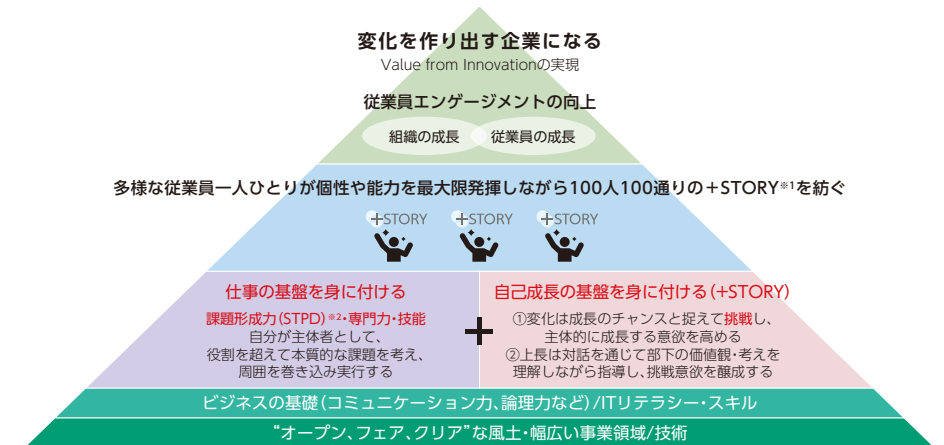 変化を作り出す企業になる
Value from Innovationの実現
従業員エンゲージメントの向上
組織の成長 従業員の成長
多様な従業員一人ひとりが個性や能力を最大限発揮しながら100人100通りの＋STORY※1を紡ぐ
＋STORY ＋STORY ＋STORY
仕事の基盤を身に付ける
課題形成力（STPD）※2・専門力・技能
自分が主体者として、
役割を超えて本質的な課題を考え、
周囲を巻き込み実行する
＋
自己成長の基盤を身に付ける（+STORY）
①変化は成長のチャンスと捉えて挑戦し、
主体的に成長する意欲を高める
②上長は対話を通じて部下の価値観・考えを
理解しながら指導し、挑戦意欲を醸成する
ビジネスの基礎（コミュニケーション力、論理力など）/ITリテラシー・スキル
“オープン、フェア、クリア”な風土・幅広い事業領域/技術